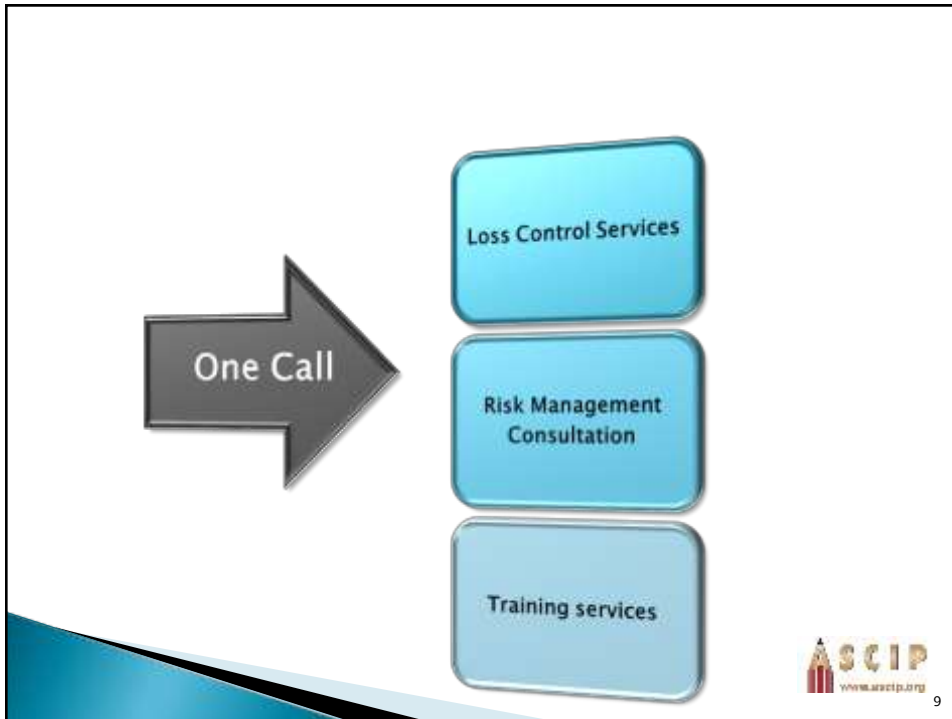 Loss Control Services
One Call
Risk Management
Consultation
Training services
ASCIP
www.ascip.org
9